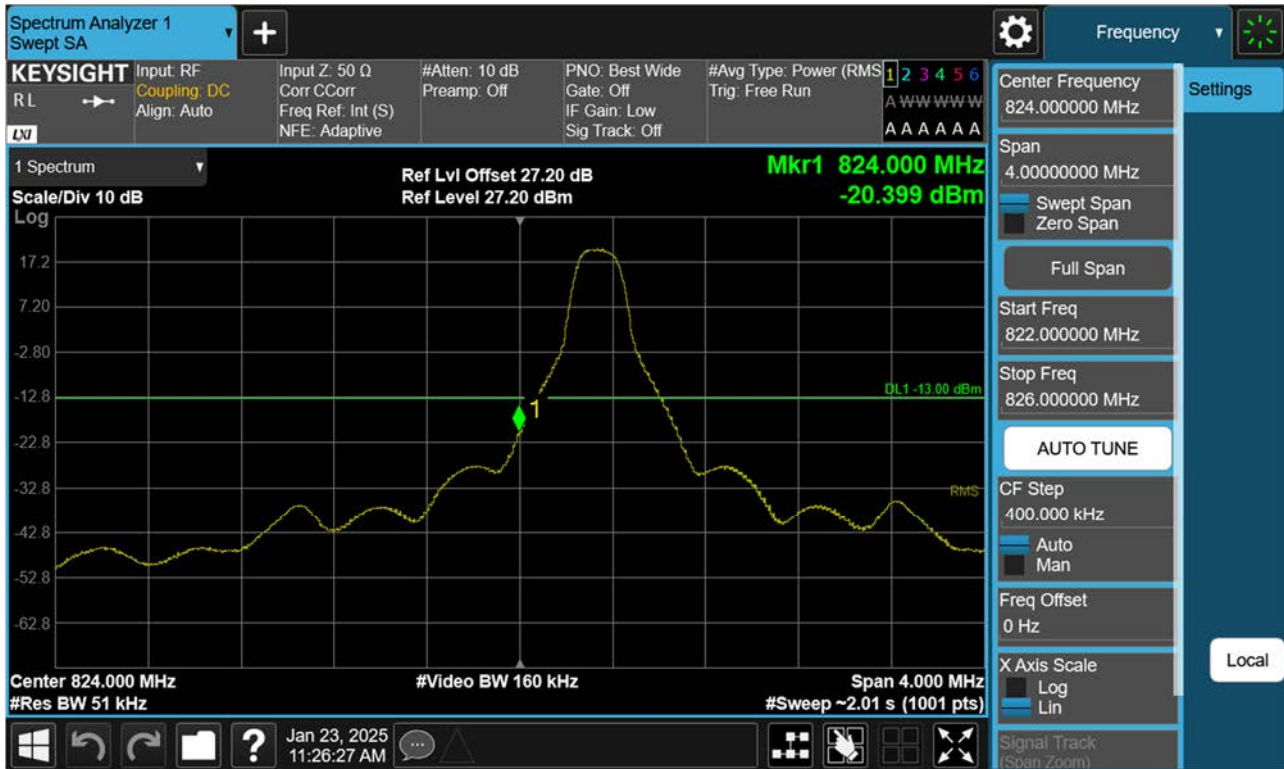 Spectrum Analyzer 1
Swept SA
+
Frequency
KEYSIGHT
RL
LXI
Input: RF
Coupling: DC
Align: Auto
Input Z: 50 Ω
Corr CCorr
Freq Ref: Int (S)
NFE: Adaptive
#Atten: 10 dB
Preamp: Off
PNO: Best Wide
Gate: Off
IF Gain: Low
Sig Track: Off
#Avg Type: Power (RMS
Trig: Free Run
1 2 3 4 5 6
A W W W W W
A A A A A A
1 Spectrum
Scale/Div 10 dB
Log
Ref Lvl Offset 27.20 dB
Ref Level 27.20 dBm
Mkr1 824.000 MHz
-20.399 dBm
17.2
7.20
-2.80
-12.8
-22.8
-32.8
-42.8
-52.8
-62.8
DL1 -13.00 dBm
1
RMS
Center 824.000 MHz
#Res BW 51 kHz
#Video BW 160 kHz
Span 4.000 MHz
#Sweep ~2.01 s (1001 pts)
Center Frequency
824.000000 MHz
Settings
Span
4.00000000 MHz
Swept Span
Zero Span
Full Span
Start Freq
822.000000 MHz
Stop Freq
826.000000 MHz
AUTO TUNE
CF Step
400.000 kHz
Auto
Man
Freq Offset
0 Hz
X Axis Scale
Log
Lin
Signal Track
(Span Zoom)
Local
?
Jan 23, 2025
11:26:27 AM